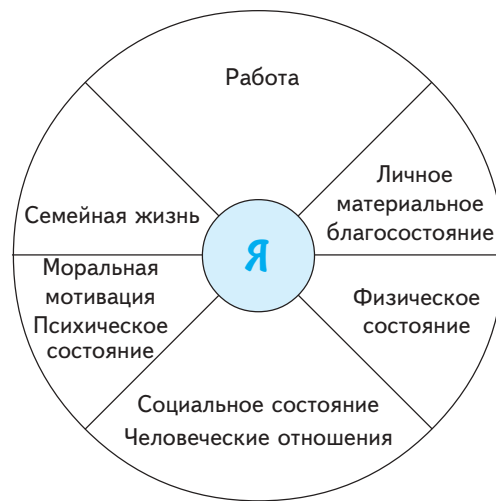 Работа
Личное
материальное
благосостояние
Семейная жизнь
Я
Моральная
мотивация
Психическое
состояние
Физическое
состояние
Социальное состояние
Человеческие отношения